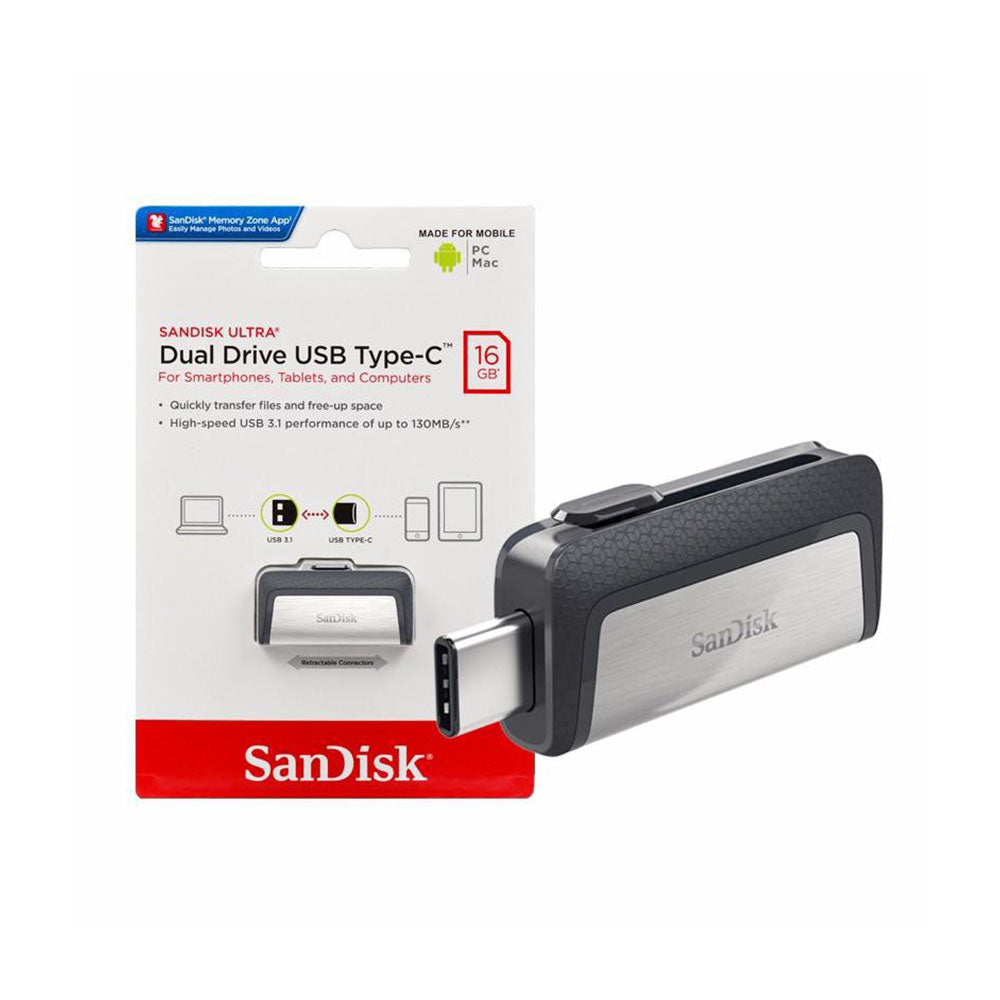 SanDisk® Memory Zone App¹
Easily Manage Photos and Videos
MADE FOR MOBILE
PC
Mac
SANDISK ULTRA®
Dual Drive USB Type-C™
For Smartphones, Tablets, and Computers
16
GB*
• Quickly transfer files and free-up space
• High-speed USB 3.1 performance of up to 130MB/s**
USB 3.1
USB TYPE-C
SanDisk
Retractable Connectors
SanDisk®
SanDisk